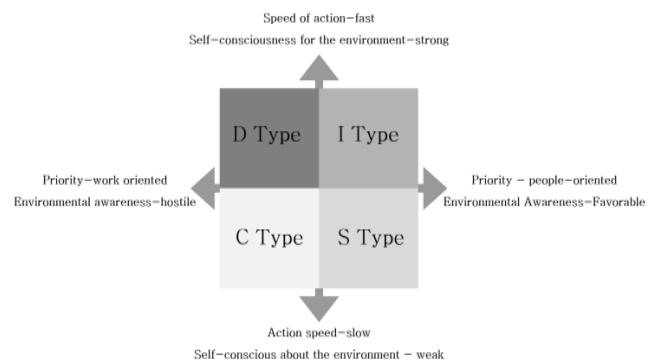 Speed of action-fast
Self-consciousness for the environment-strong
D Type
I Type
Priority-work oriented
Environmental awareness=hostile
Priority - people-oriented
Environmental Awareness=Favorable
C Type
S Type
Action speed-slow
Self-conscious about the environment - weak